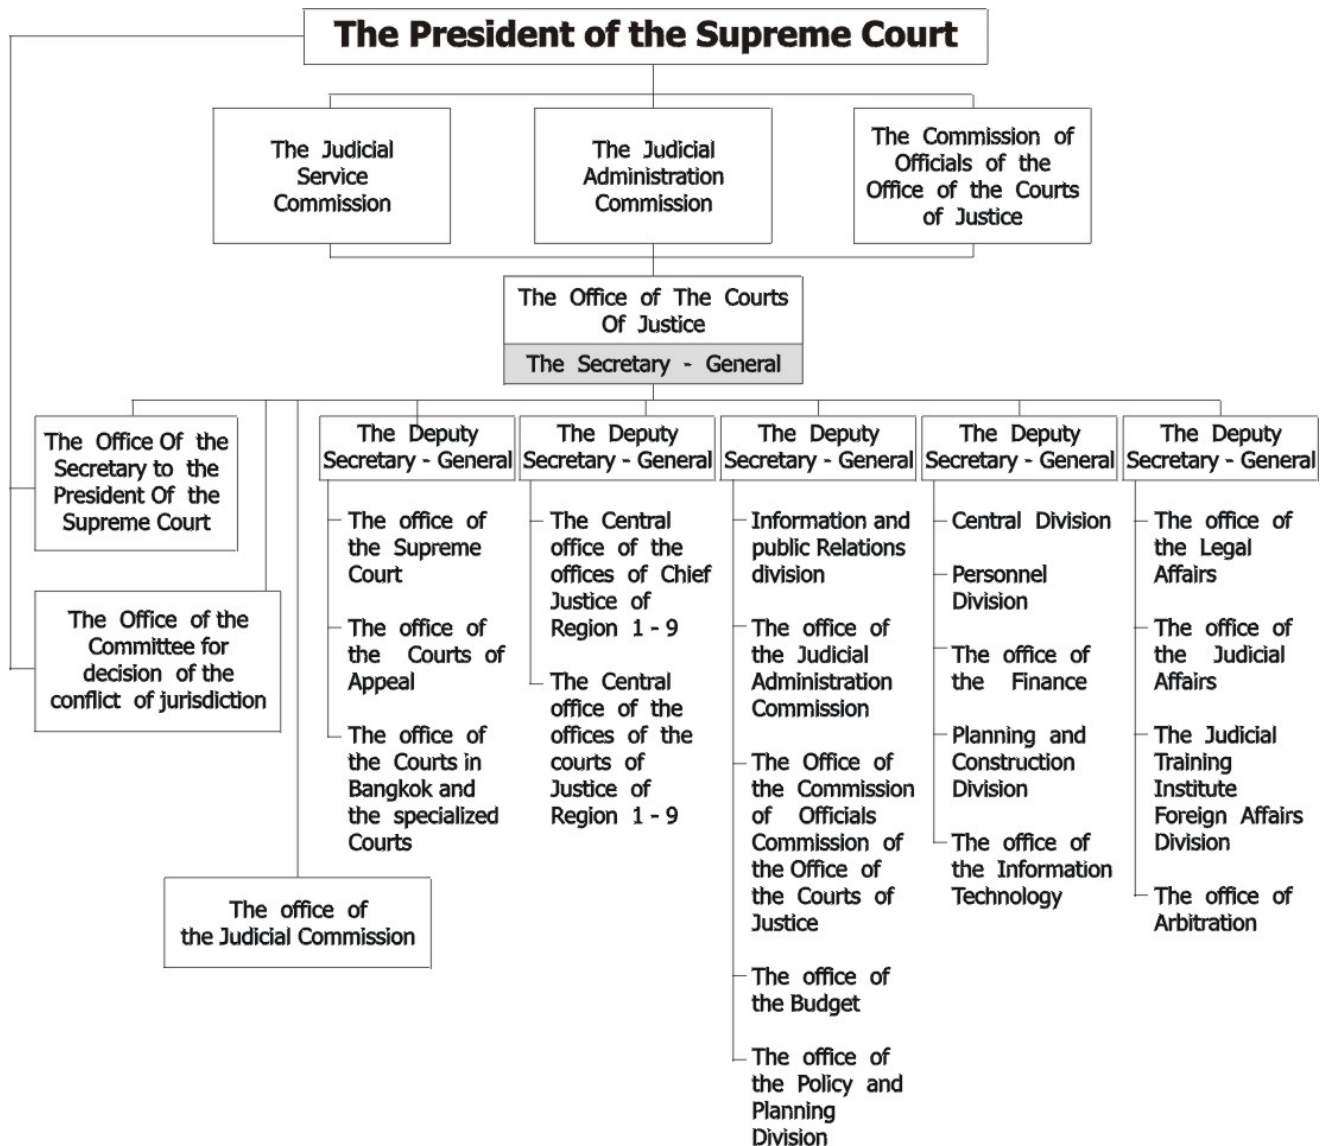 The President of the Supreme Court
The Judicial
Service
Commission
The Judicial
Administration
Commission
The Commission of
Officials of the
Office of the Courts
of Justice
The Office of The Courts
Of Justice
The Secretary - General
The Office Of the
Secretary to the
President Of the
Supreme Court
The Office of the
Committee for
decision of the
conflict of jurisdiction
The office of
the Judicial Commission
The Deputy
Secretary - General
The office of
the Supreme
Court
The office of
the Courts of
Appeal
The office of
the Courts in
Bangkok and
the specialized
Courts
The Deputy
Secretary - General
The Central
office of the
offices of Chief
Justice of
Region 1 - 9
The Central
office of the
offices of the
courts of
Justice of
Region 1 - 9
The Deputy
Secretary - General
Information and
public Relations
division
The office of
the Judicial
Administration
Commission
The Office of
the Commission
of Officials
Commission of
the Office of
the Courts of
Justice
The office of
the Budget
The office of
the Policy and
Planning
Division
The Deputy
Secretary - General
Central Division
Personnel
Division
The office of
the Finance
Planning and
Construction
Division
The office of
the Information
Technology
The Deputy
Secretary - General
The office of
the Legal
Affairs
The office of
the Judicial
Affairs
The Judicial
Training
Institute
Foreign Affairs
Division
The office of
Arbitration